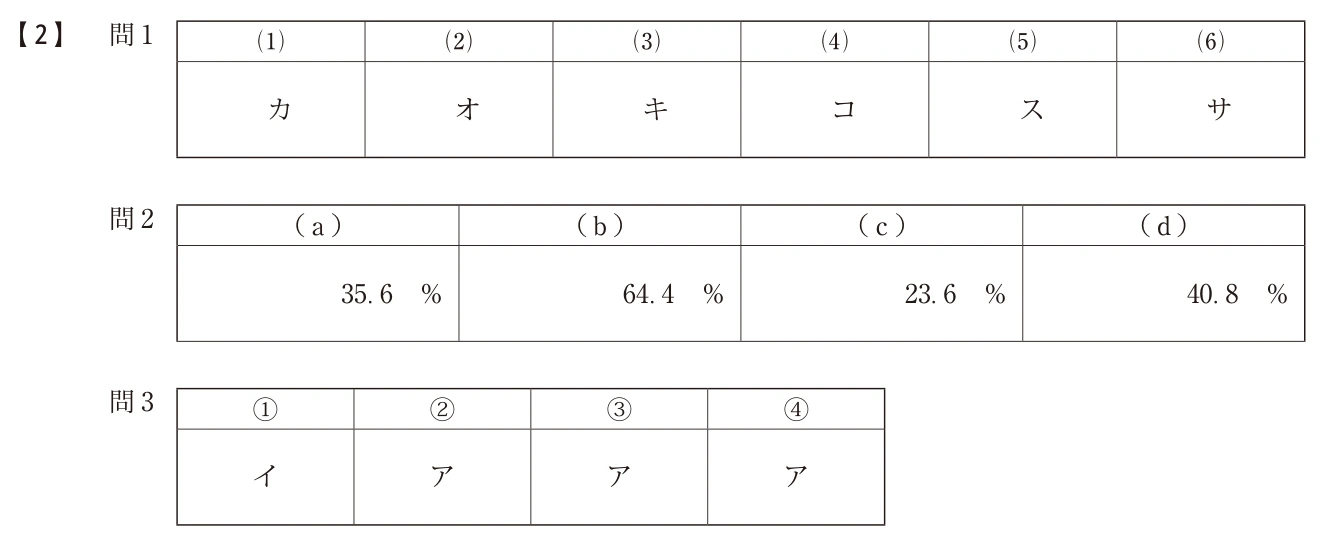 【2】 問1 (1) (2) (3) (4) (5) (6)
カ オ キ コ ス サ
問2 (a) (b) (c) (d)
35.6 % 64.4 % 23.6 % 40.8 %
問3 ① ② ③ ④
イ ア ア ア